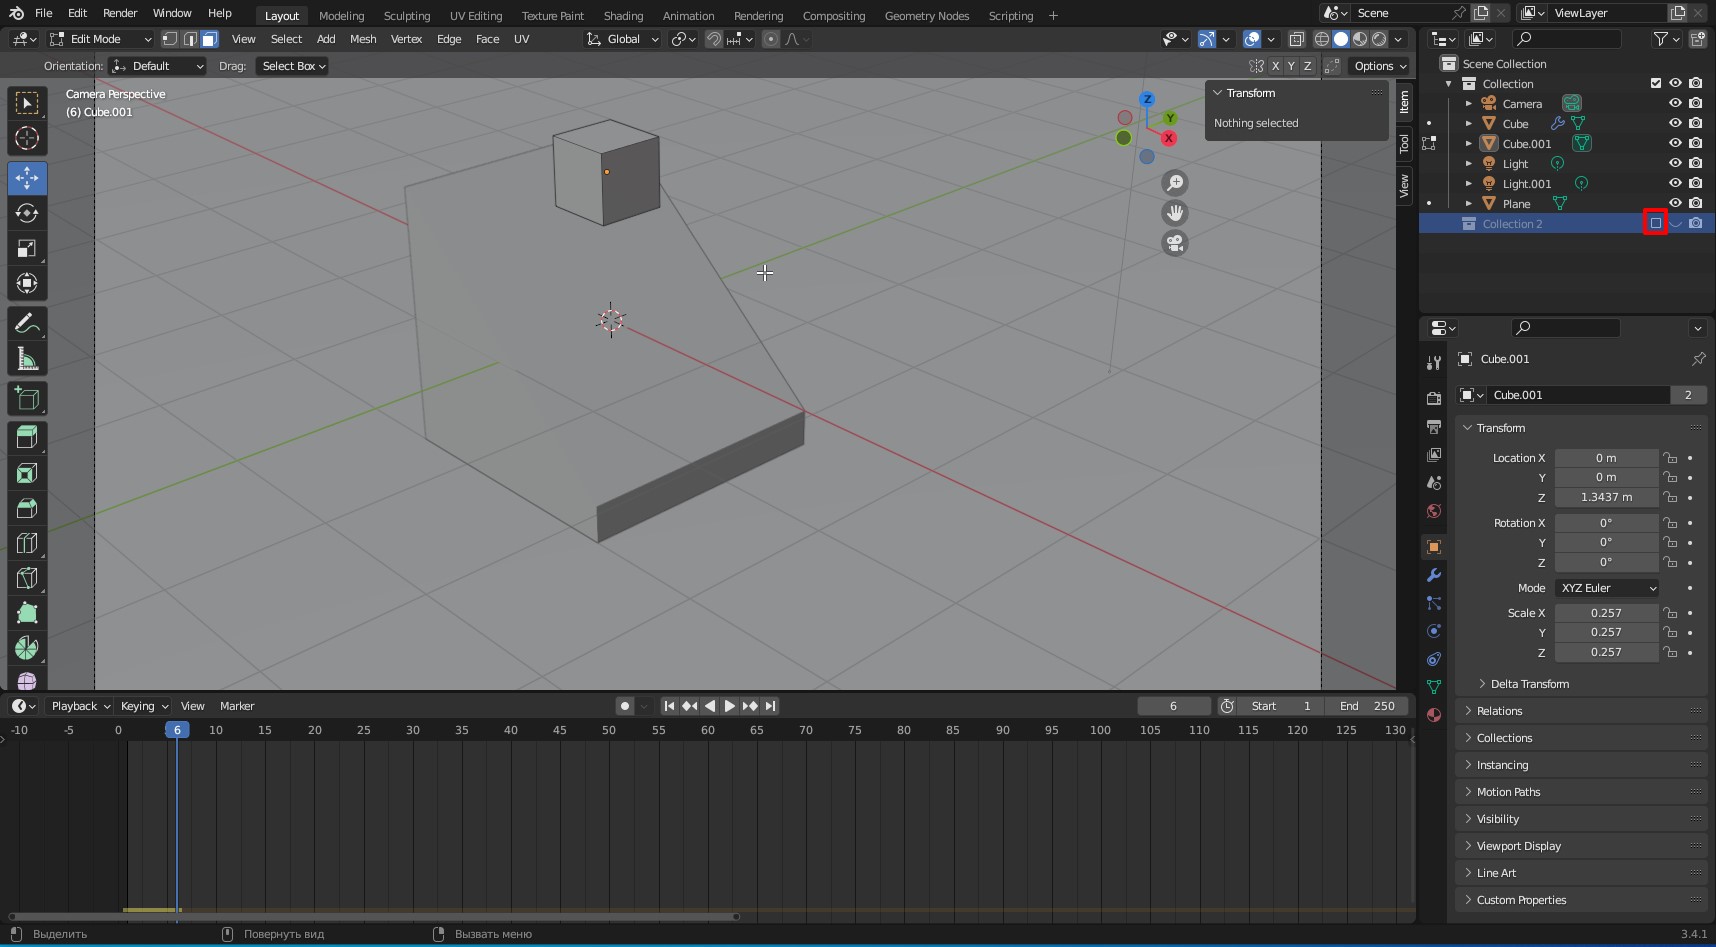 File Edit Render Window Help Layout Modeling Sculpting UV Editing Texture Paint Shading Animation Rendering Compositing Geometry Nodes Scripting + Scene ViewLayer
Edit Mode View Select Add Mesh Vertex Edge Face UV Global
Orientation: Default Drag: Select Box X Y Z Options
Camera Perspective
(6) Cube.001
Z
Y
X
Transform
Nothing selected
Item
Tool
View
Scene Collection
Collection
Camera
Cube
Cube.001
Light
Light.001
Plane
Collection 2
Cube.001
Cube.001 2
Transform
Location X 0 m
Y 0 m
Z 1.3437 m
Rotation X 0°
Y 0°
Z 0°
Mode XYZ Euler
Scale X 0.257
Y 0.257
Z 0.257
Delta Transform
Relations
Collections
Instancing
Motion Paths
Visibility
Viewport Display
Line Art
Custom Properties
Playback Keying View Marker 6 Start 1 End 250
-10 -5 0 6 10 15 20 25 30 35 40 45 50 55 60 65 70 75 80 85 90 95 100 105 110 115 120 125 130
Выделить Повернуть вид Вызвать меню 3.4.1